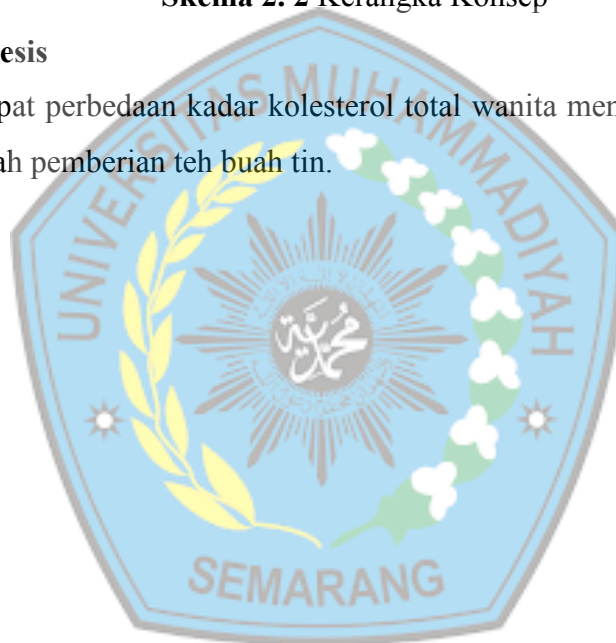 Skema 2. 2 Kerangka Konsep
esis
pat perbedaan kadar kolesterol total wanita men
ah pemberian teh buah tin.
UNIVERSITAS MUHAMMADIYAH
SEMARANG